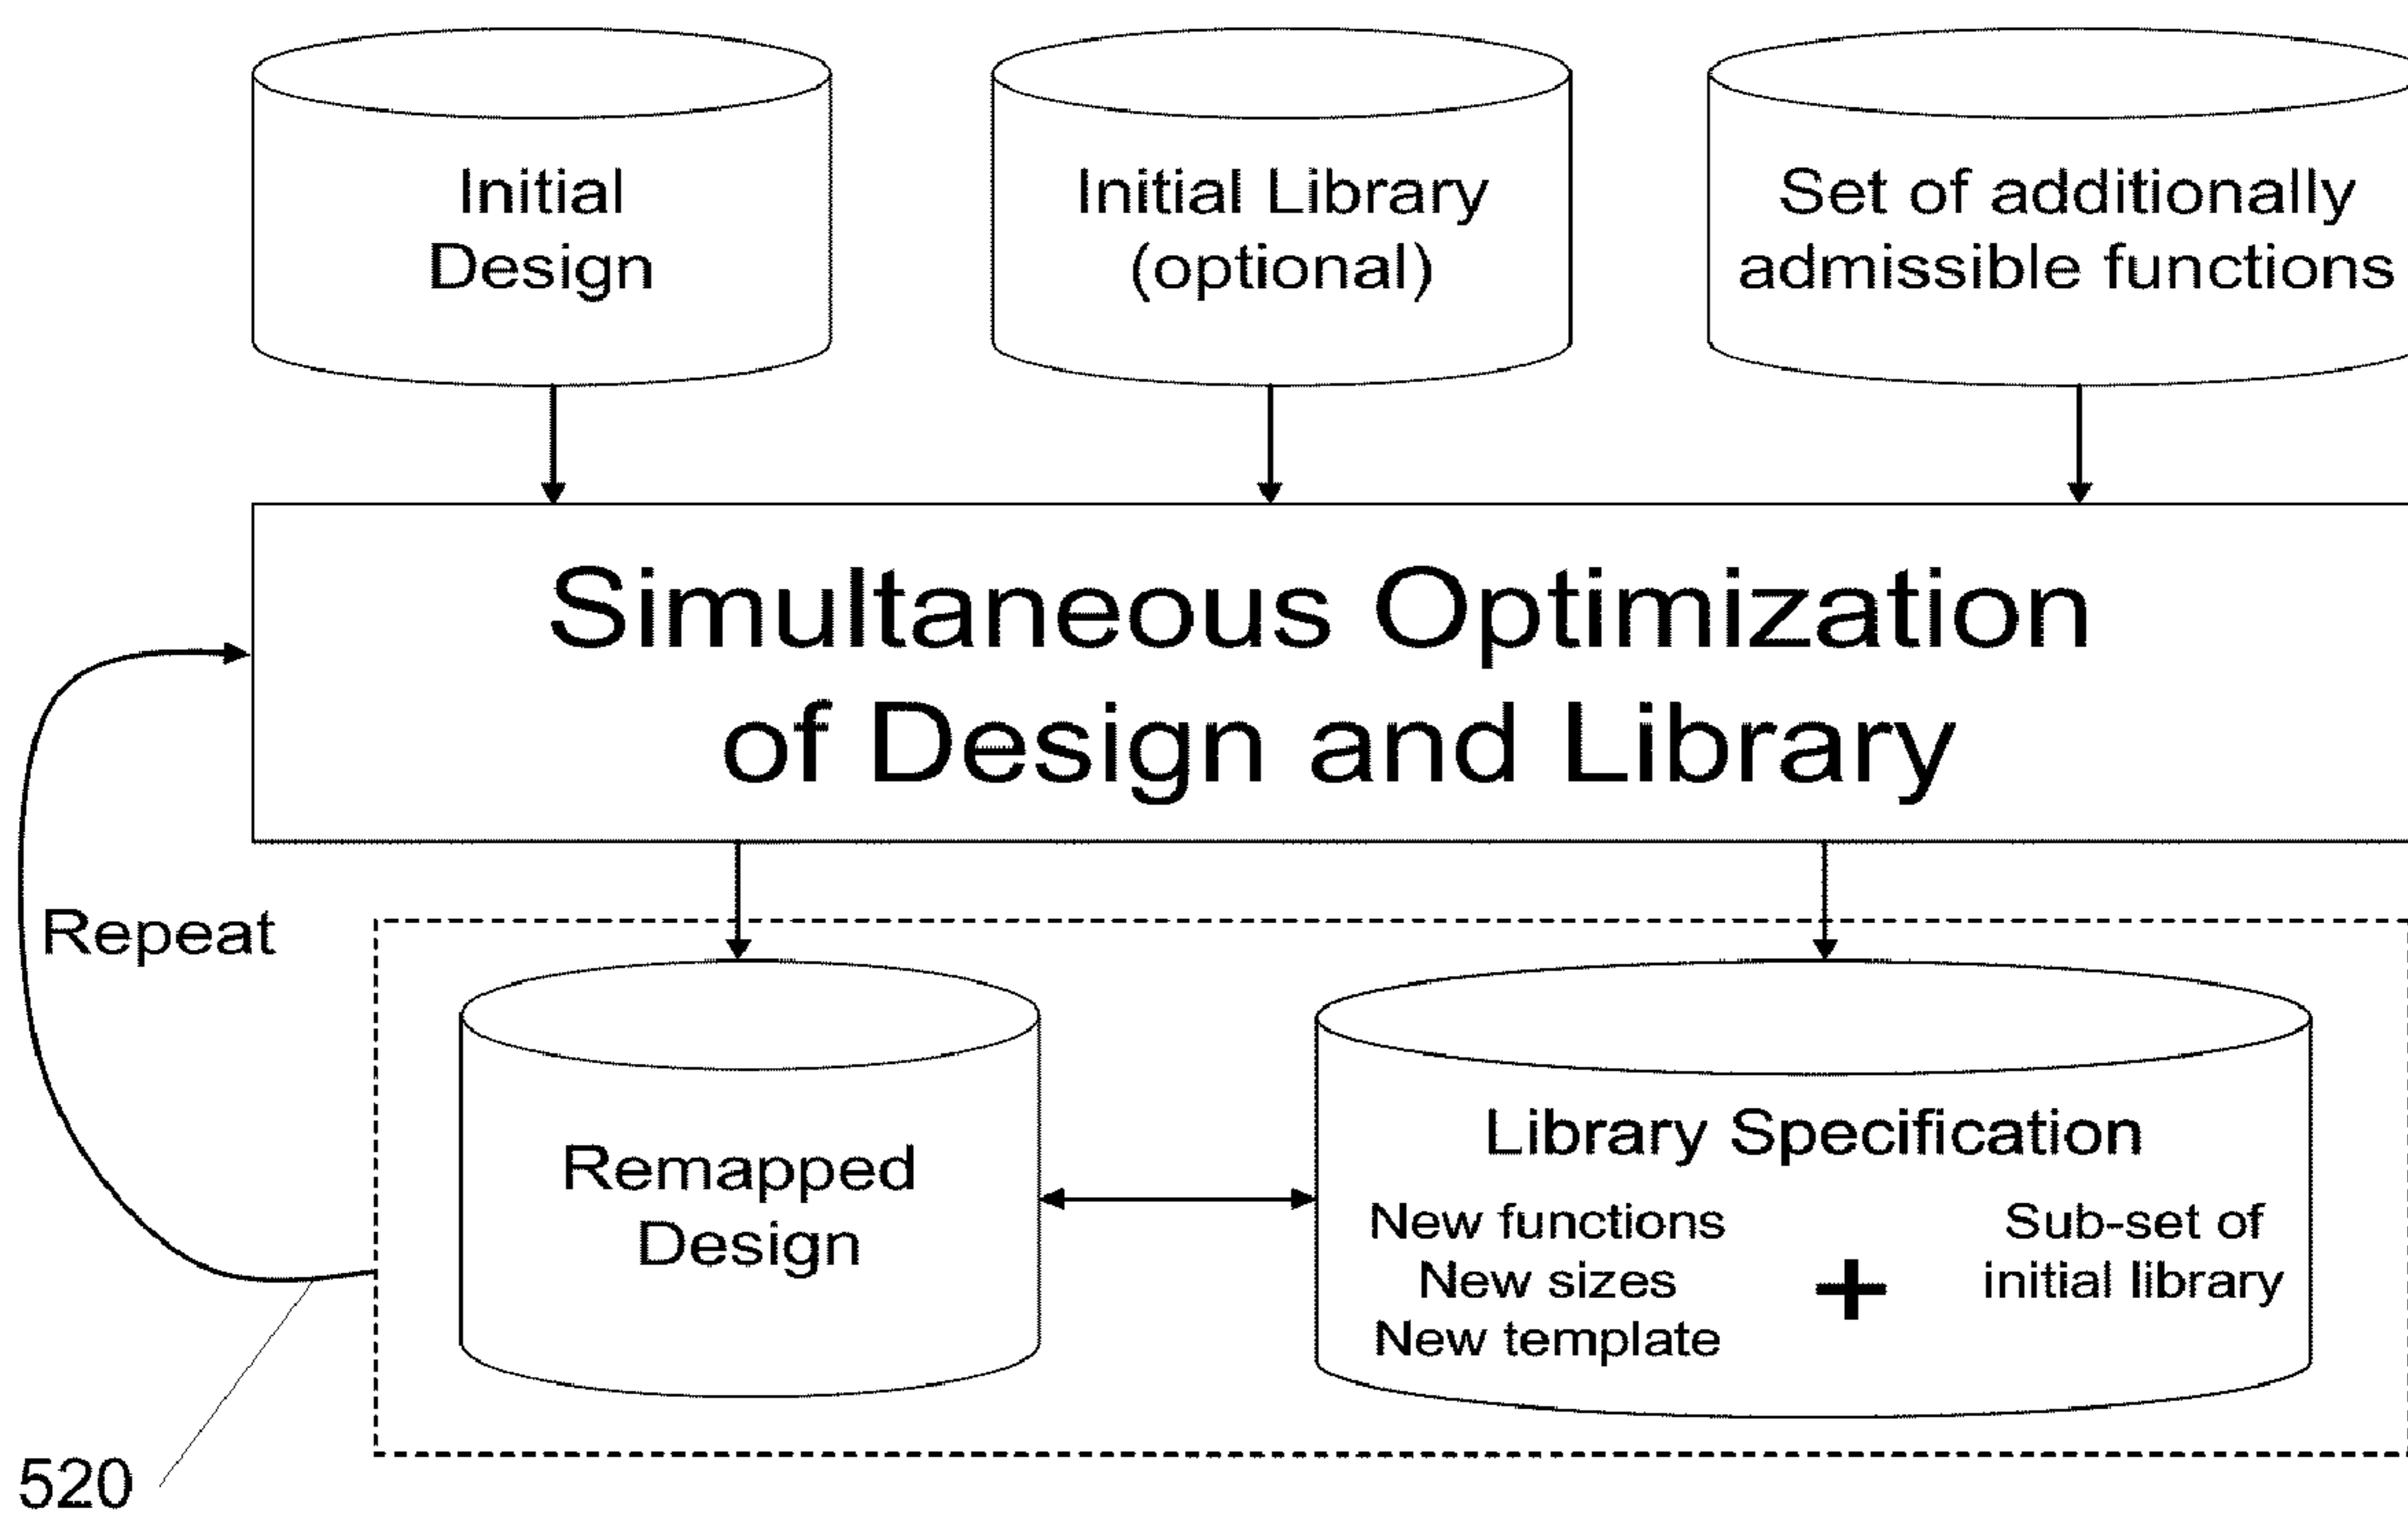 Initial
Design
Initial Library
(optional)
Set of additionally
admissible functions
Simultaneous Optimization
of Design and Library
Repeat
Remapped
Design
Library Specification
New functions
New sizes
New template
+
Sub-set of
initial library
520